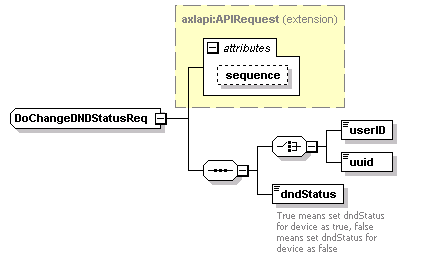 axlapi:APIRequest (extension)
attributes
sequence
DoChangeDNDStatusReq
userID
uuid
dndStatus
True means set dndStatus
for device as true, false
means set dndStatus for
device as false